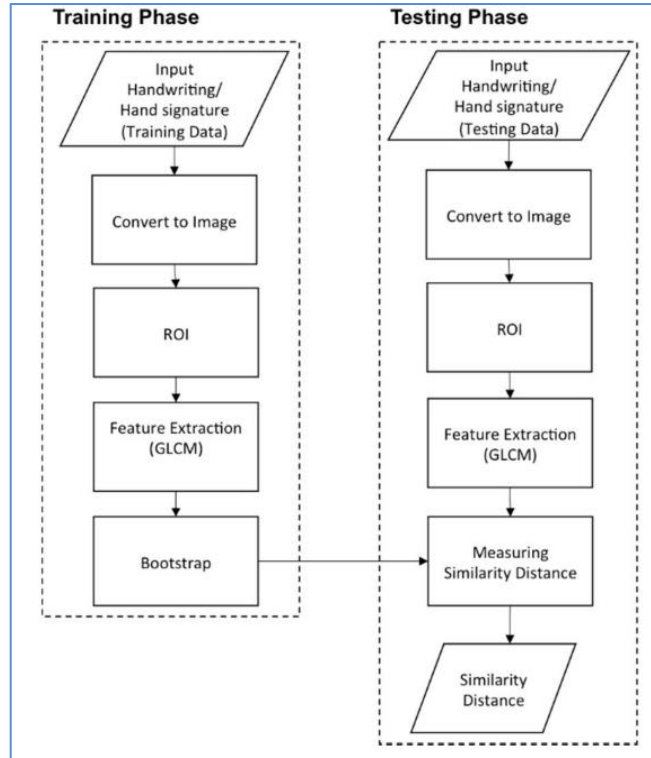 Training Phase
Input
Handwriting/
Hand signature
(Training Data)
Convert to Image
ROI
Feature Extraction
(GLCM)
Bootstrap
Testing Phase
Input
Handwriting/
Hand signature
(Testing Data)
Convert to Image
ROI
Feature Extraction
(GLCM)
Measuring
Similarity Distance
Similarity
Distance